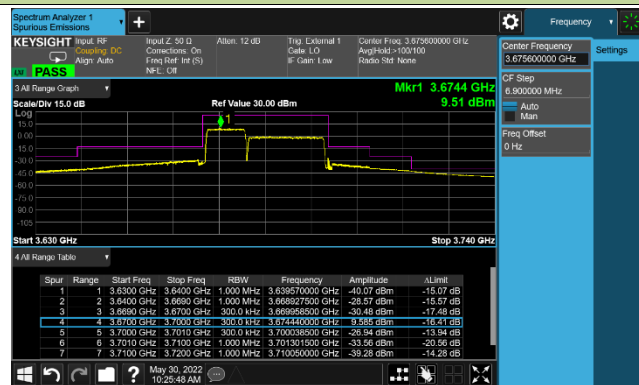 Spectrum Analyzer 1
Spurious Emissions
Frequency
KEYSIGHT Input: RF
Coupling: DC
Align: Auto
Input Z: 50 Ω
Corrections: On
Freq Ref: Int (S)
NFE: Off
Atten: 12 dB
Trig: External 1
Gate: LO
IF Gain: Low
Center Freq: 3.675600000 GHz
Avg|Hold:>100/100
Radio Std: None
PASS
Center Frequency
3.675600000 GHz
Settings
CF Step
6.900000 MHz
Auto
Man
Freq Offset
0 Hz
3 All Range Graph
Mkr1 3.6744 GHz
Scale/Div 15.0 dB
Ref Value 30.00 dBm
9.51 dBm
Log
15.0
0.00
-15.0
-30.0
-45.0
-60.0
-75.0
-90.0
-105
1
Start 3.630 GHz
Stop 3.740 GHz
4 All Range Table
Spur Range Start Freq Stop Freq RBW Frequency Amplitude ΔLimit
1 1 3.6300 GHz 3.6400 GHz 1.000 MHz 3.639570000 GHz -40.07 dBm -15.07 dB
2 2 3.6400 GHz 3.6690 GHz 1.000 MHz 3.668927500 GHz -28.57 dBm -15.57 dB
3 3 3.6690 GHz 3.6700 GHz 300.0 kHz 3.669958500 GHz -30.48 dBm -17.48 dB
4 4 3.6700 GHz 3.7000 GHz 300.0 kHz 3.674440000 GHz 9.585 dBm -16.41 dB
5 5 3.7000 GHz 3.7010 GHz 300.0 kHz 3.700038500 GHz -26.94 dBm -13.94 dB
6 6 3.7010 GHz 3.7100 GHz 1.000 MHz 3.701301500 GHz -33.56 dBm -20.56 dB
7 7 3.7100 GHz 3.7200 GHz 1.000 MHz 3.710050000 GHz -39.28 dBm -14.28 dB
May 30, 2022
10:25:48 AM